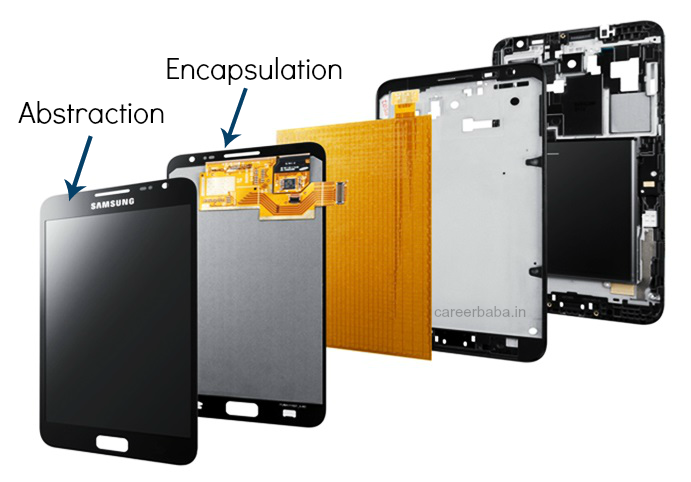 Encapsulation
Abstraction
SAMSUNG
careerbaba.in